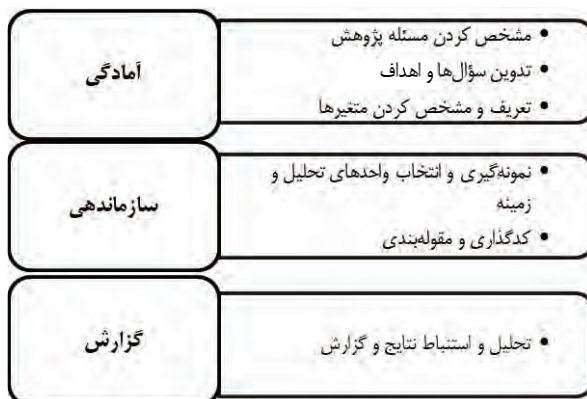 آمادگی
• مشخص کردن مسئله پژوهش
• تدوین سؤال‌ها و اهداف
• تعریف و مشخص کردن متغیرها
سازماندهی
• نمونه‌گیری و انتخاب واحدهای تحلیل و
زمینه
• کدگذاری و مقوله‌بندی
گزارش
• تحلیل و استنباط نتایج و گزارش